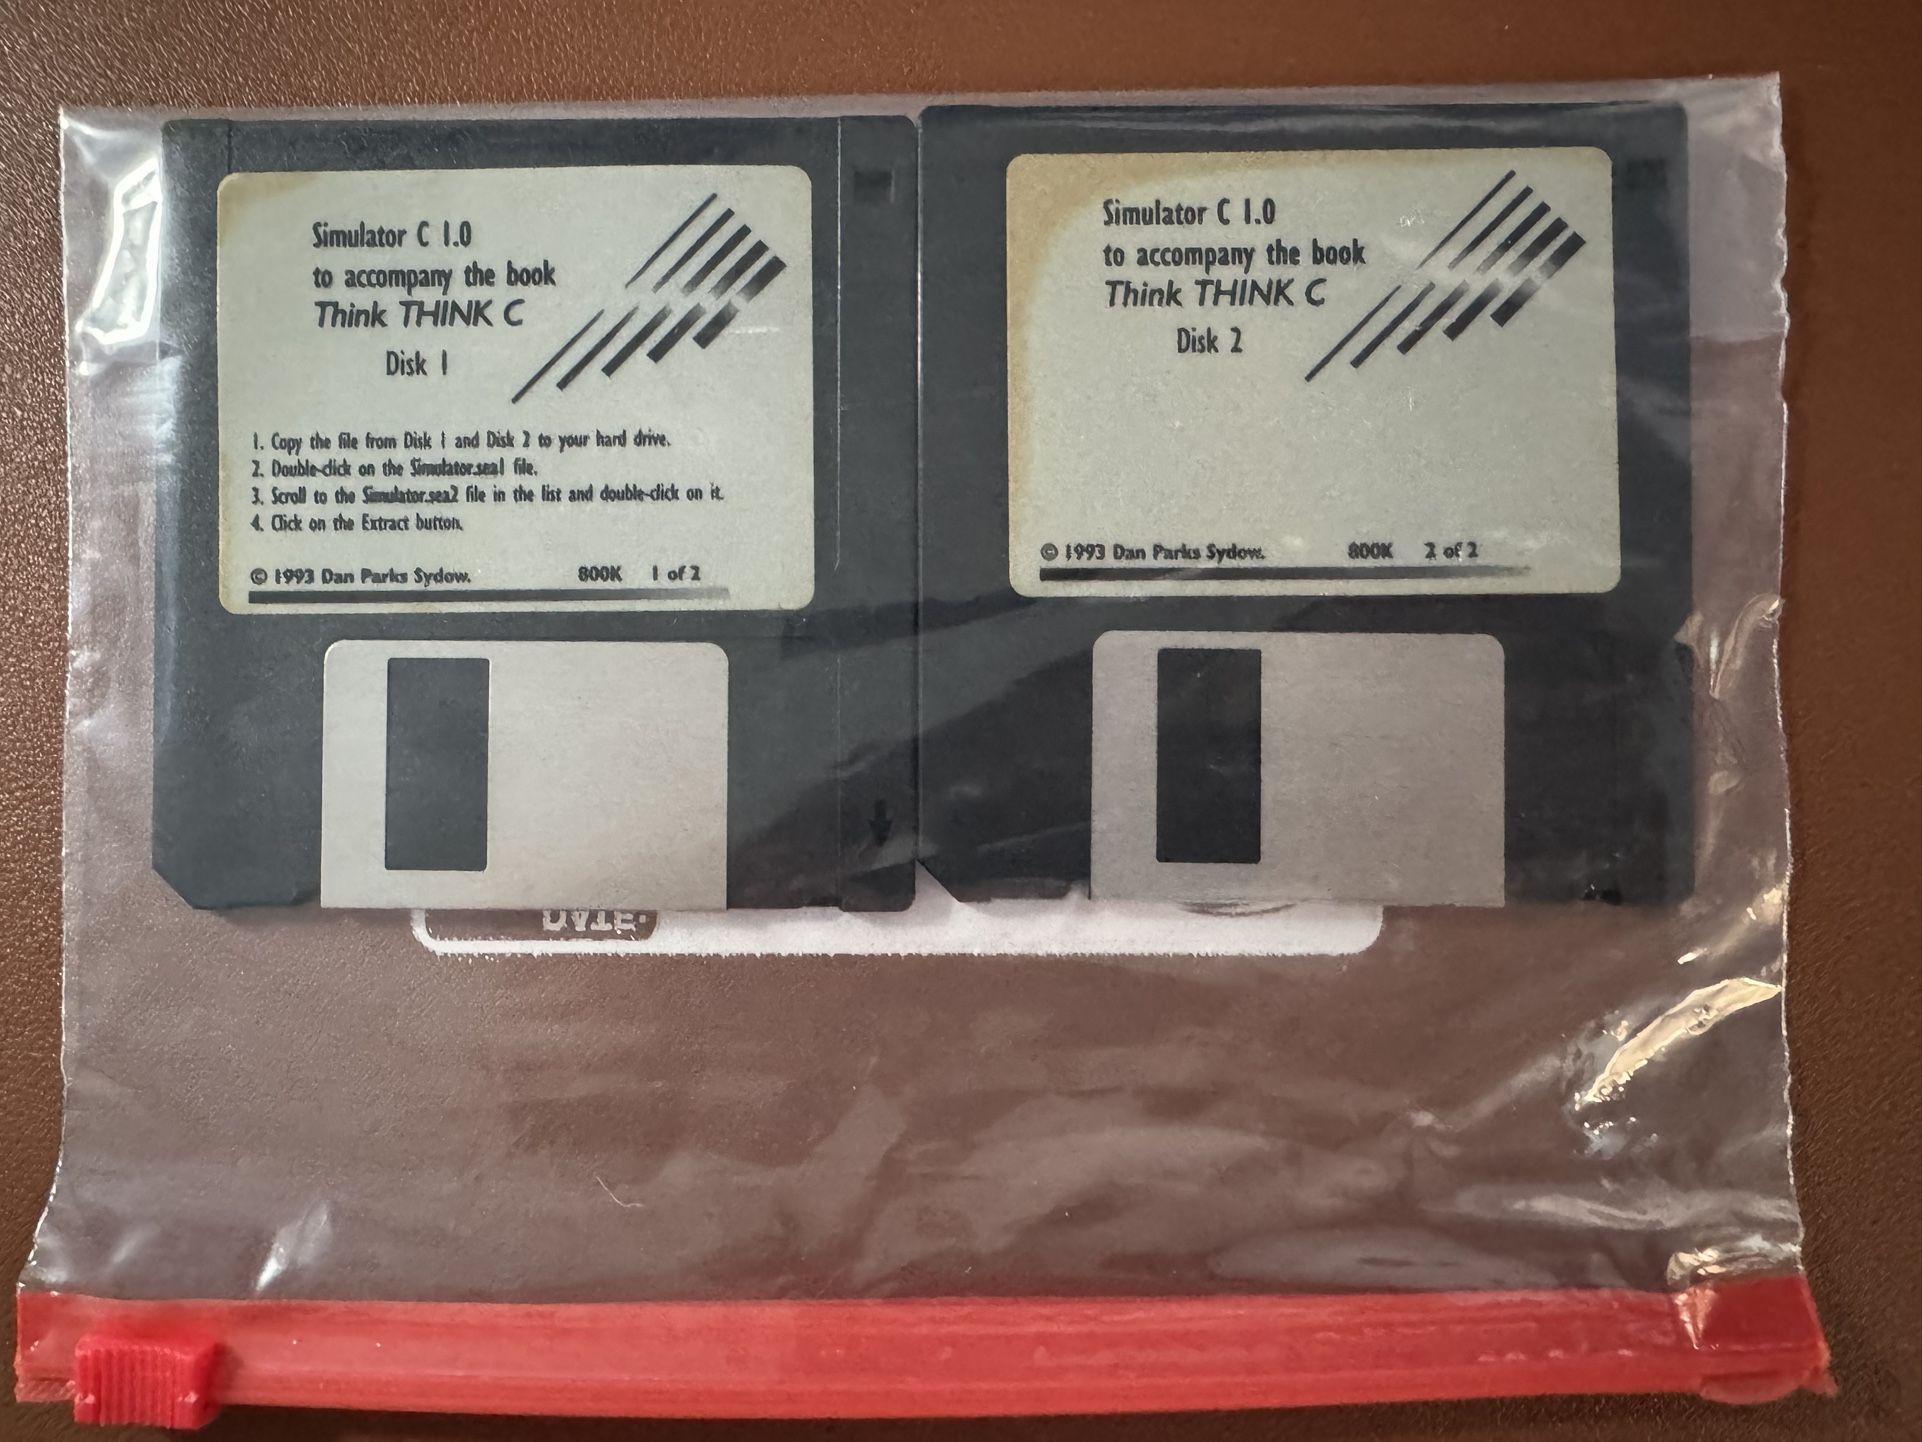 Simulator C 1.0
to accompany the book
Think THINK C
Disk 1
1. Copy the file from Disk 1 and Disk 2 to your hard drive.
2. Double-click on the Simulator.sea1 file.
3. Scroll to the Simulator.sea2 file in the list and double-click on it.
4. Click on the Extract button.
© 1993 Dan Parks Sydow. 800K 1 of 2
Simulator C 1.0
to accompany the book
Think THINK C
Disk 2
© 1993 Dan Parks Sydow. 800K 2 of 2
DATE: